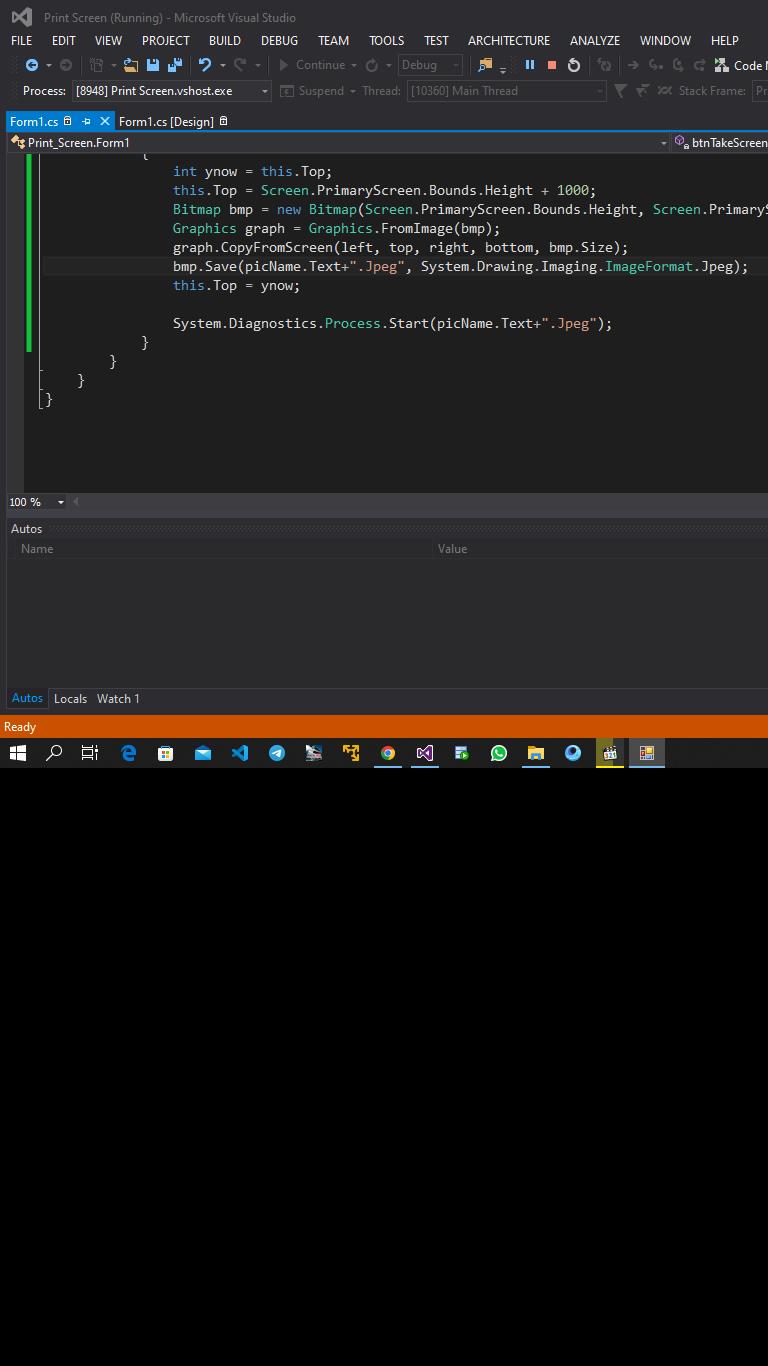 Print Screen (Running) - Microsoft Visual Studio
FILE EDIT VIEW PROJECT BUILD DEBUG TEAM TOOLS TEST ARCHITECTURE ANALYZE WINDOW HELP
Continue Debug Code M
Process: [8948] Print Screen.vshost.exe Suspend Thread: [10360] Main Thread Stack Frame: Pr
Form1.cs Form1.cs [Design]
Print_Screen.Form1 btnTakeScreen
{
int ynow = this.Top;
this.Top = Screen.PrimaryScreen.Bounds.Height + 1000;
Bitmap bmp = new Bitmap(Screen.PrimaryScreen.Bounds.Height, Screen.PrimaryS
Graphics graph = Graphics.FromImage(bmp);
graph.CopyFromScreen(left, top, right, bottom, bmp.Size);
bmp.Save(picName.Text+".Jpeg", System.Drawing.Imaging.ImageFormat.Jpeg);
this.Top = ynow;
System.Diagnostics.Process.Start(picName.Text+".Jpeg");
}
}
}
}
100 %
Autos
Name Value
Autos Locals Watch 1
Ready